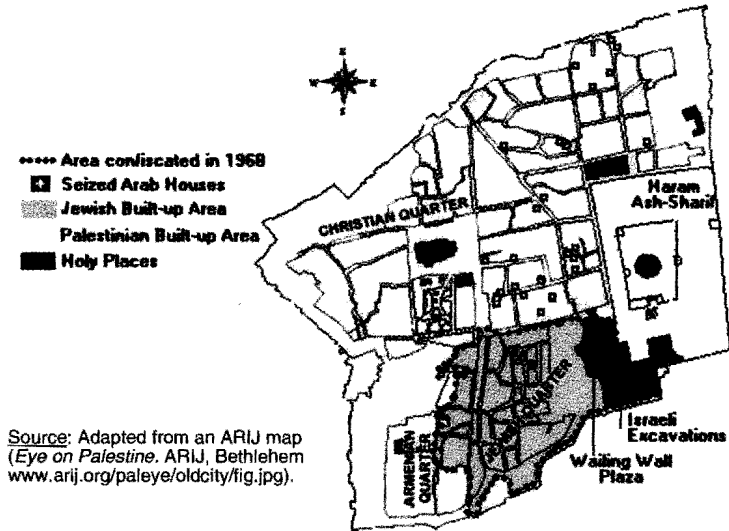 N
W E
S
Area confiscated in 1968
Seized Arab Houses
Jewish Built-up Area
Palestinian Built-up Area
Holy Places
CHRISTIAN QUARTER
Haram
Ash-Sharif
QUARTER
ARMENIAN
QUARTER
Israeli
Excavations
Wailing Wall
Plaza
Source: Adapted from an ARIJ map
(Eye on Palestine. ARIJ, Bethlehem
www.arij.org/paleye/oldcity/fig.jpg).